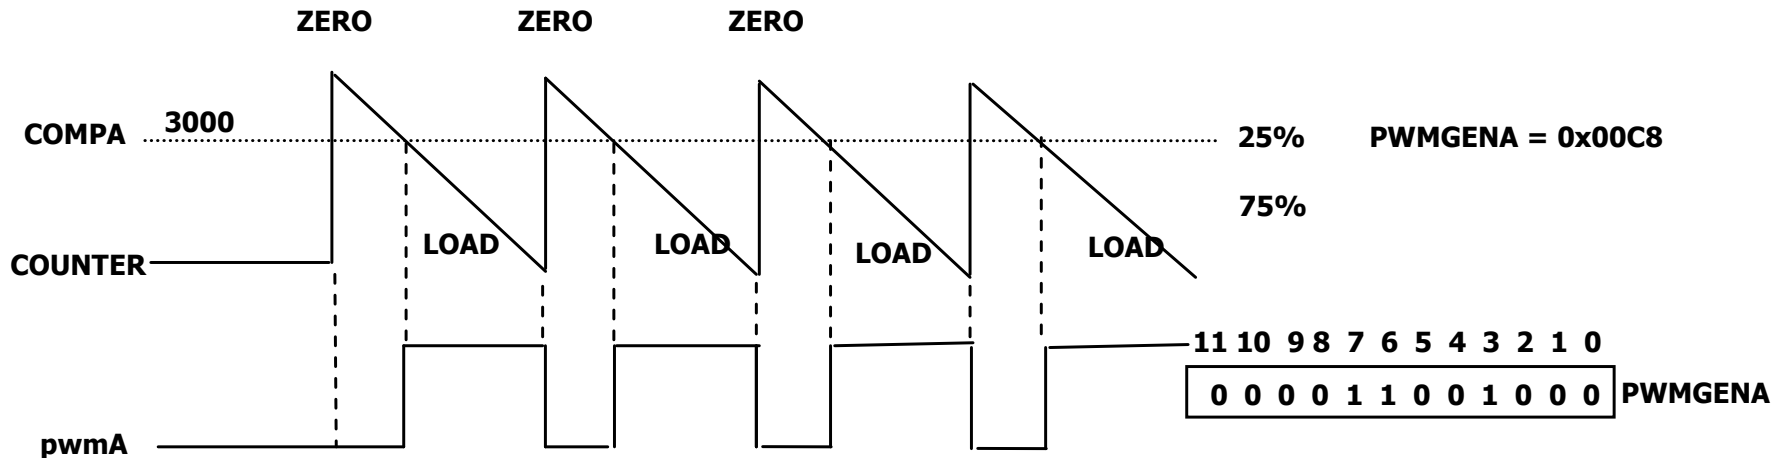 ZERO ZERO ZERO
COMPA 3000 25% PWMGENA = 0x00C8
75%
LOAD LOAD LOAD LOAD
COUNTER
11 10 9 8 7 6 5 4 3 2 1 0
0 0 0 0 1 1 0 0 1 0 0 0 PWMGENA
pwmA